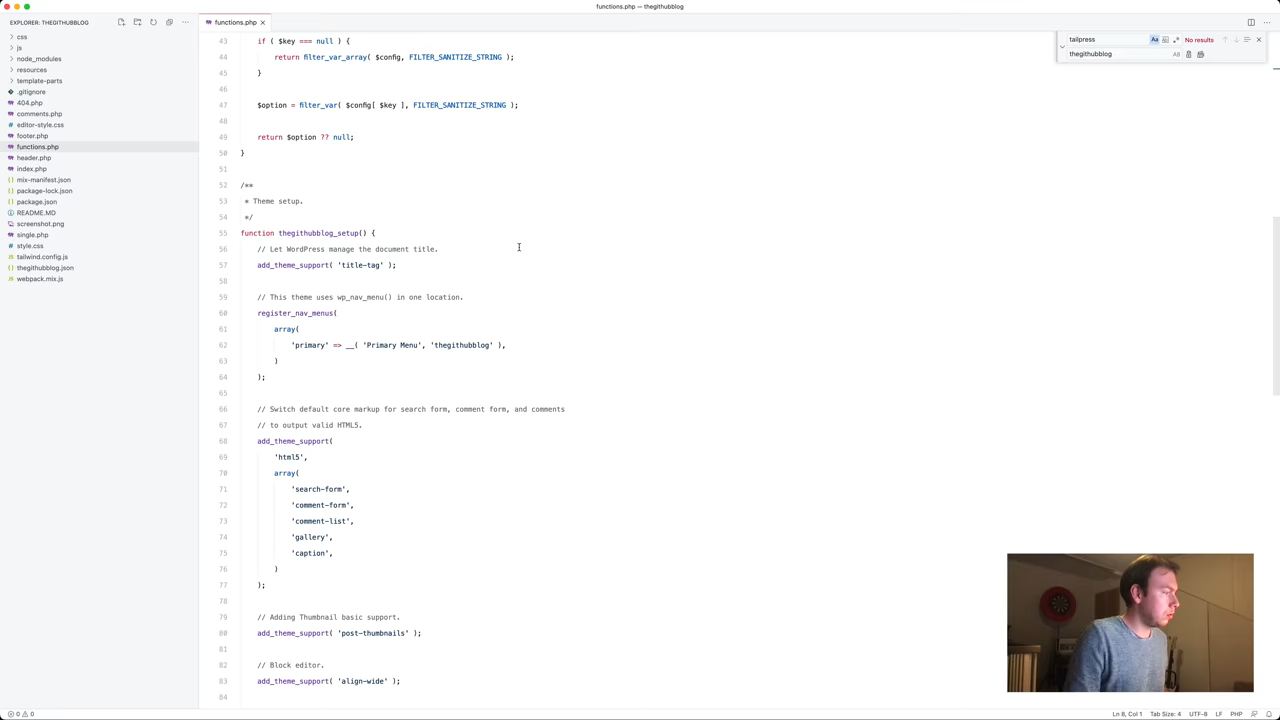 functions.php — thegithubblog
EXPLORER: THEGITHUBBLOG
functions.php
css
js
node_modules
resources
template-parts
.gitignore
404.php
comments.php
editor-style.css
footer.php
functions.php
header.php
index.php
mix-manifest.json
package-lock.json
package.json
README.MD
screenshot.png
single.php
style.css
tailwind.config.js
thegithubblog.json
webpack.mix.js
tailpress
Aa
No results
thegithubblog
AB
43 if ( $key === null ) {
44 return filter_var_array( $config, FILTER_SANITIZE_STRING );
45 }
46
47 $option = filter_var( $config[ $key ], FILTER_SANITIZE_STRING );
48
49 return $option ?? null;
50 }
51
52 /**
53 * Theme setup.
54 */
55 function thegithubblog_setup() {
56 // Let WordPress manage the document title.
57 add_theme_support( 'title-tag' );
58
59 // This theme uses wp_nav_menu() in one location.
60 register_nav_menus(
61 array(
62 'primary' => __( 'Primary Menu', 'thegithubblog' ),
63 )
64 );
65
66 // Switch default core markup for search form, comment form, and comments
67 // to output valid HTML5.
68 add_theme_support(
69 'html5',
70 array(
71 'search-form',
72 'comment-form',
73 'comment-list',
74 'gallery',
75 'caption',
76 )
77 );
78
79 // Adding Thumbnail basic support.
80 add_theme_support( 'post-thumbnails' );
81
82 // Block editor.
83 add_theme_support( 'align-wide' );
84
0 0
Ln 8, Col 1
Tab Size: 4
UTF-8
LF
PHP